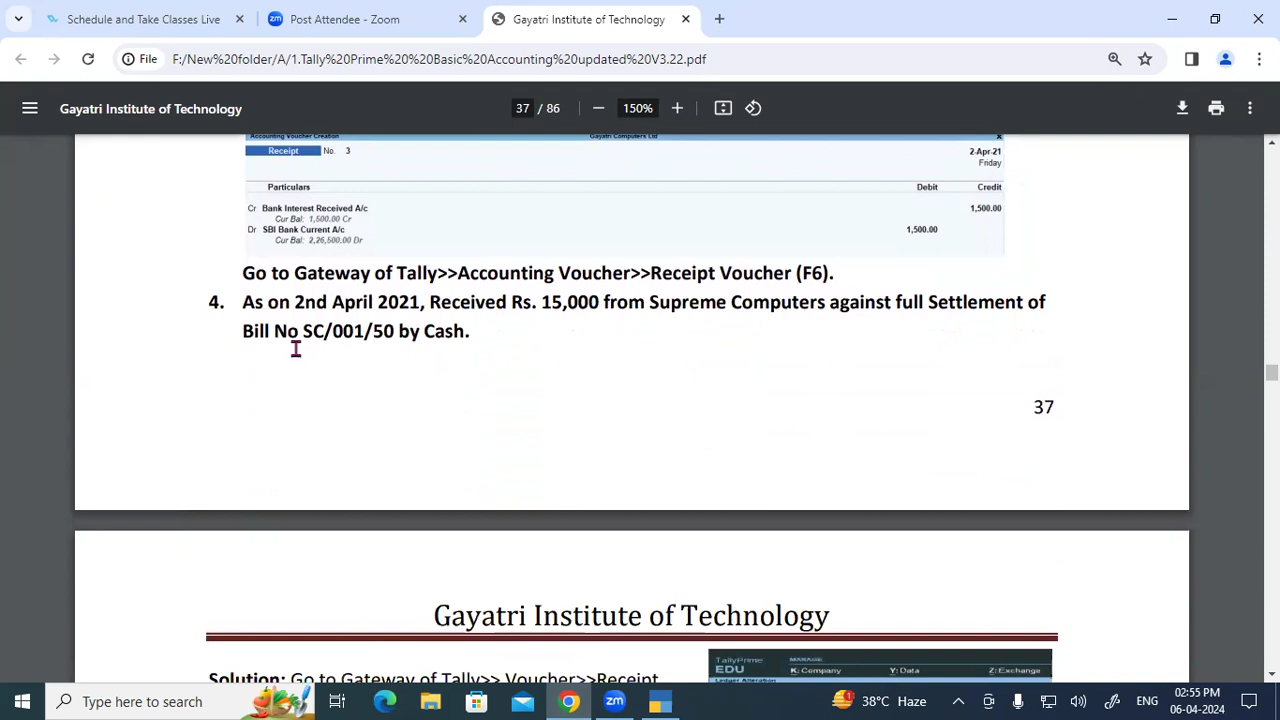 Schedule and Take Classes Live
Post Attendee - Zoom
Gayatri Institute of Technology
File F:/New%20folder/A/1.Tally%20Prime%20%20Basic%20Accounting%20updated%20V3.22.pdf
Gayatri Institute of Technology
37 / 86
150%
Accounting Voucher Creation Gayatri Computers Ltd x
Receipt No. 3 2-Apr-21
Friday
Particulars Debit Credit
Cr Bank Interest Received A/c 1,500.00
Cur Bal: 1,500.00 Cr
Dr SBI Bank Current A/c 1,500.00
Cur Bal: 2,26,500.00 Dr
Go to Gateway of Tally>>Accounting Voucher>>Receipt Voucher (F6).
4. As on 2nd April 2021, Received Rs. 15,000 from Supreme Computers against full Settlement of
Bill No SC/001/50 by Cash.
37
Gayatri Institute of Technology
Solution: Go to Gateway of Tally>> Voucher>>Receipt
TallyPrime MANAGE
EDU K: Company Y: Data Z: Exchange
Ledger Alteration
Type here to search
1
38°C Haze
ENG
02:55 PM
06-04-2024